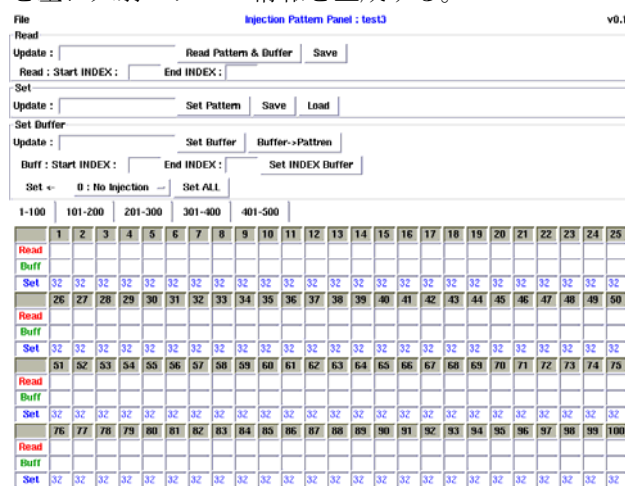 情報を生成する。
File Injection Pattern Panel : test3 v0.1
Read
Update : Read Pattern & Buffer Save
Read : Start INDEX : End INDEX :
Set
Update : Set Pattern Save Load
Set Buffer
Update : Set Buffer Buffer->Pattren
Buff : Start INDEX : End INDEX : Set INDEX Buffer
Set <- 0 : No Injection Set ALL
1-100 101-200 201-300 301-400 401-500
1 2 3 4 5 6 7 8 9 10 11 12 13 14 15 16 17 18 19 20 21 22 23 24 25
Read
Buff
Set 32 32 32 32 32 32 32 32 32 32 32 32 32 32 32 32 32 32 32 32 32 32 32 32 32
26 27 28 29 30 31 32 33 34 35 36 37 38 39 40 41 42 43 44 45 46 47 48 49 50
Read
Buff
Set 32 32 32 32 32 32 32 32 32 32 32 32 32 32 32 32 32 32 32 32 32 32 32 32 32
51 52 53 54 55 56 57 58 59 60 61 62 63 64 65 66 67 68 69 70 71 72 73 74 75
Read
Buff
Set 32 32 32 32 32 32 32 32 32 32 32 32 32 32 32 32 32 32 32 32 32 32 32 32 32
76 77 78 79 80 81 82 83 84 85 86 87 88 89 90 91 92 93 94 95 96 97 98 99 100
Read
Buff
Set 32 32 32 32 32 32 32 32 32 32 32 32 32 32 32 32 32 32 32 32 32 32 32 32 32